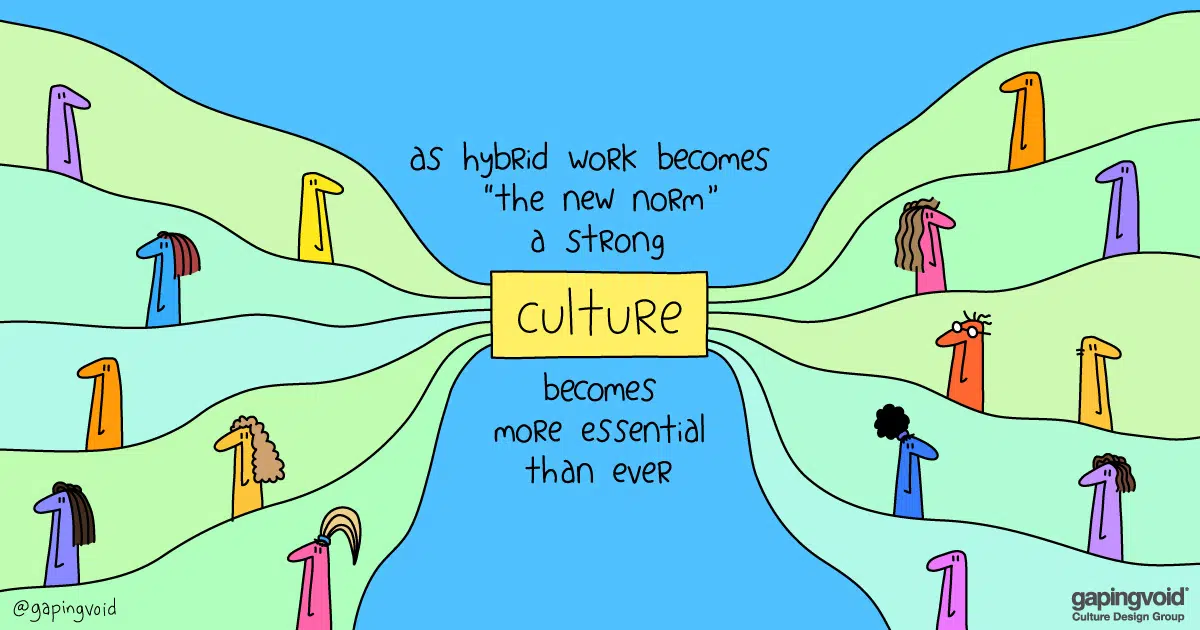 as hybrid work becomes
"the new norm"
a strong
culture
becomes
more essential
than ever
@gapingvoid
gapingvoid®
Culture Design Group